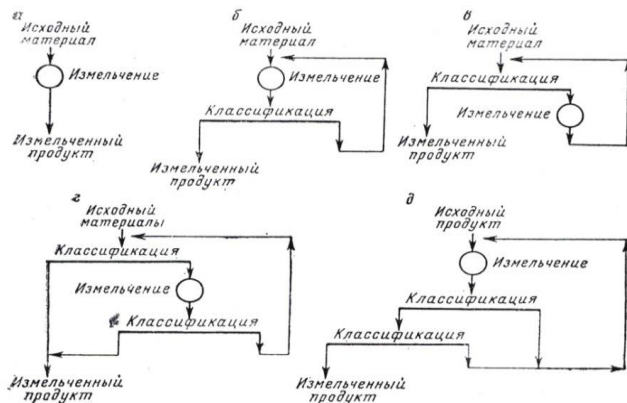 а
Исходный
материал
Измельчение
Измельченный
продукт
б
Исходный
материал
Измельчение
Классификация
Измельченный
продукт
в
Исходный
материал
Классификация
Измельчение
Измельченный
продукт
г
Исходный
материалы
Классификация
Измельчение
Классификация
Измельченный
продукт
д
Исходный
продукт
Измельчение
Классификация
Классификация
Измельченный
продукт